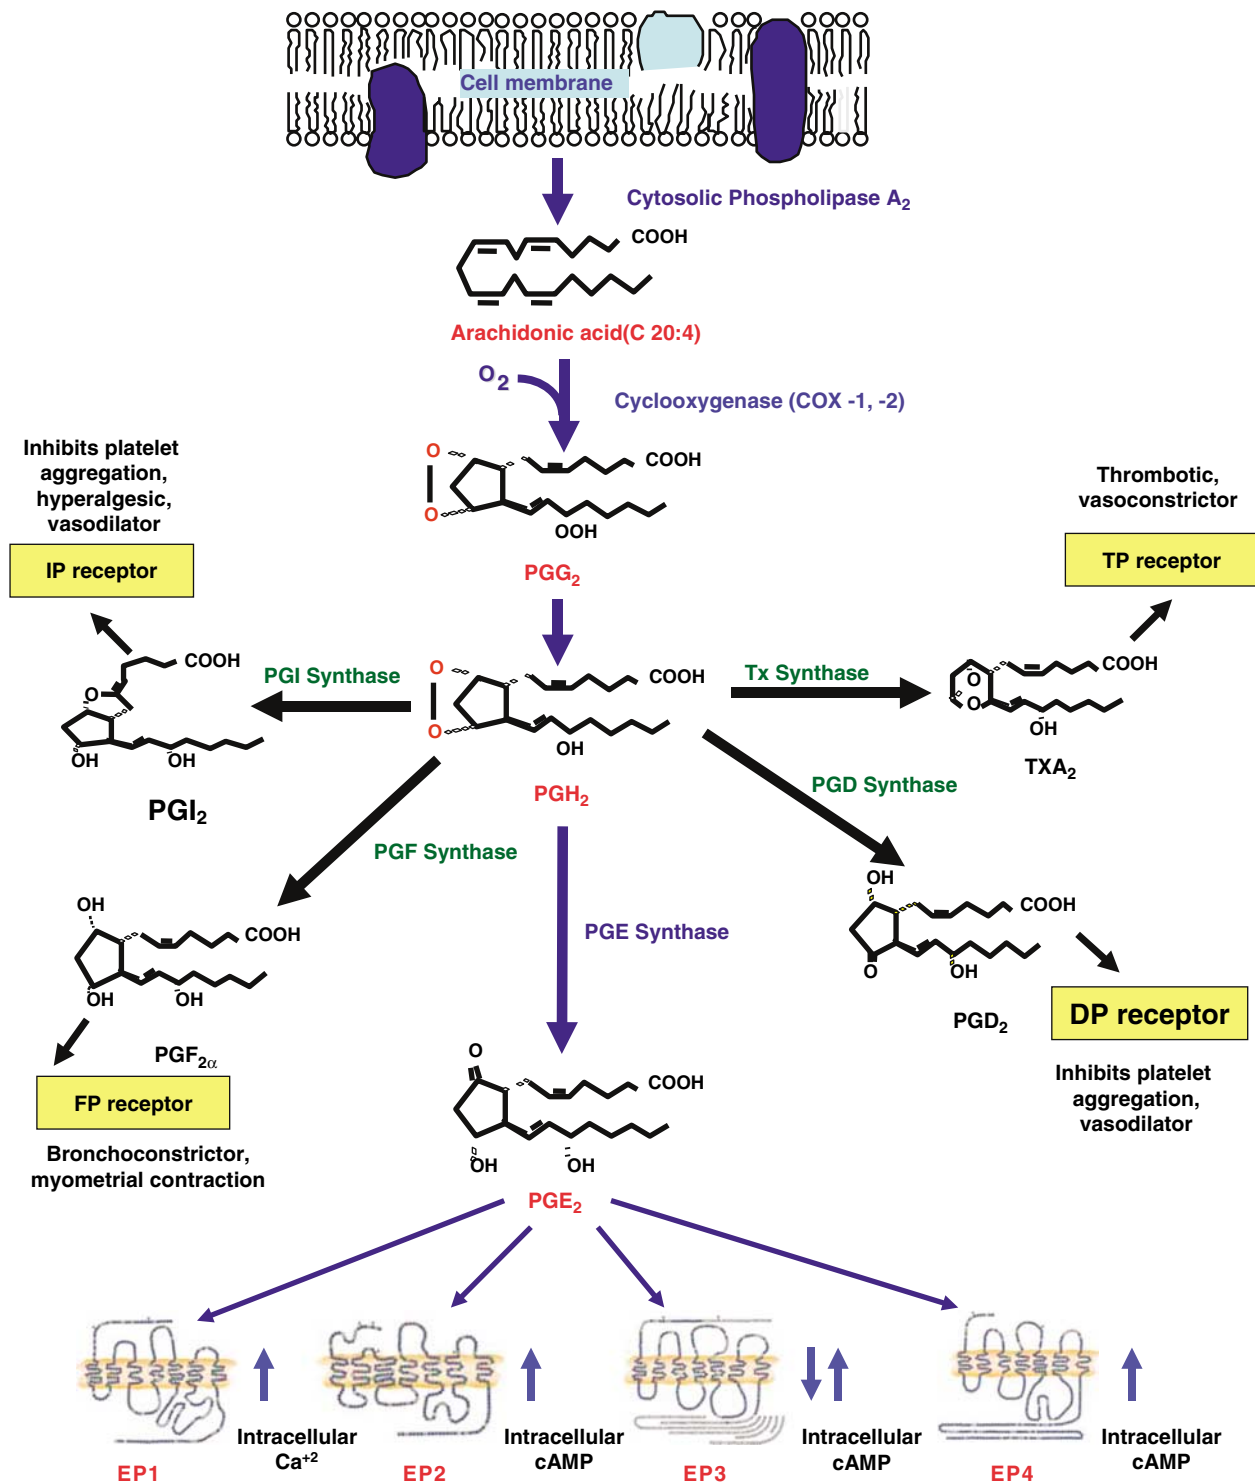 Cell membrane
Cytosolic Phospholipase A2
COOH
Arachidonic acid(C 20:4)
O2
Cyclooxygenase (COX -1, -2)
O
COOH
O
OOH
PGG2
Inhibits platelet
aggregation,
hyperalgesic,
vasodilator
IP receptor
Thrombotic,
vasoconstrictor
TP receptor
COOH
O
OH
OH
PGI2
PGI Synthase
O
COOH
O
OH
PGH2
Tx Synthase
COOH
O
O
OH
TXA2
PGF Synthase
PGD Synthase
PGE Synthase
OH
COOH
OH
OH
PGF2α
FP receptor
Bronchoconstrictor,
myometrial contraction
OH
COOH
O
OH
PGD2
DP receptor
Inhibits platelet
aggregation,
vasodilator
O
COOH
OH
OH
PGE2
Intracellular
Ca+2
EP1
Intracellular
cAMP
EP2
Intracellular
cAMP
EP3
Intracellular
cAMP
EP4